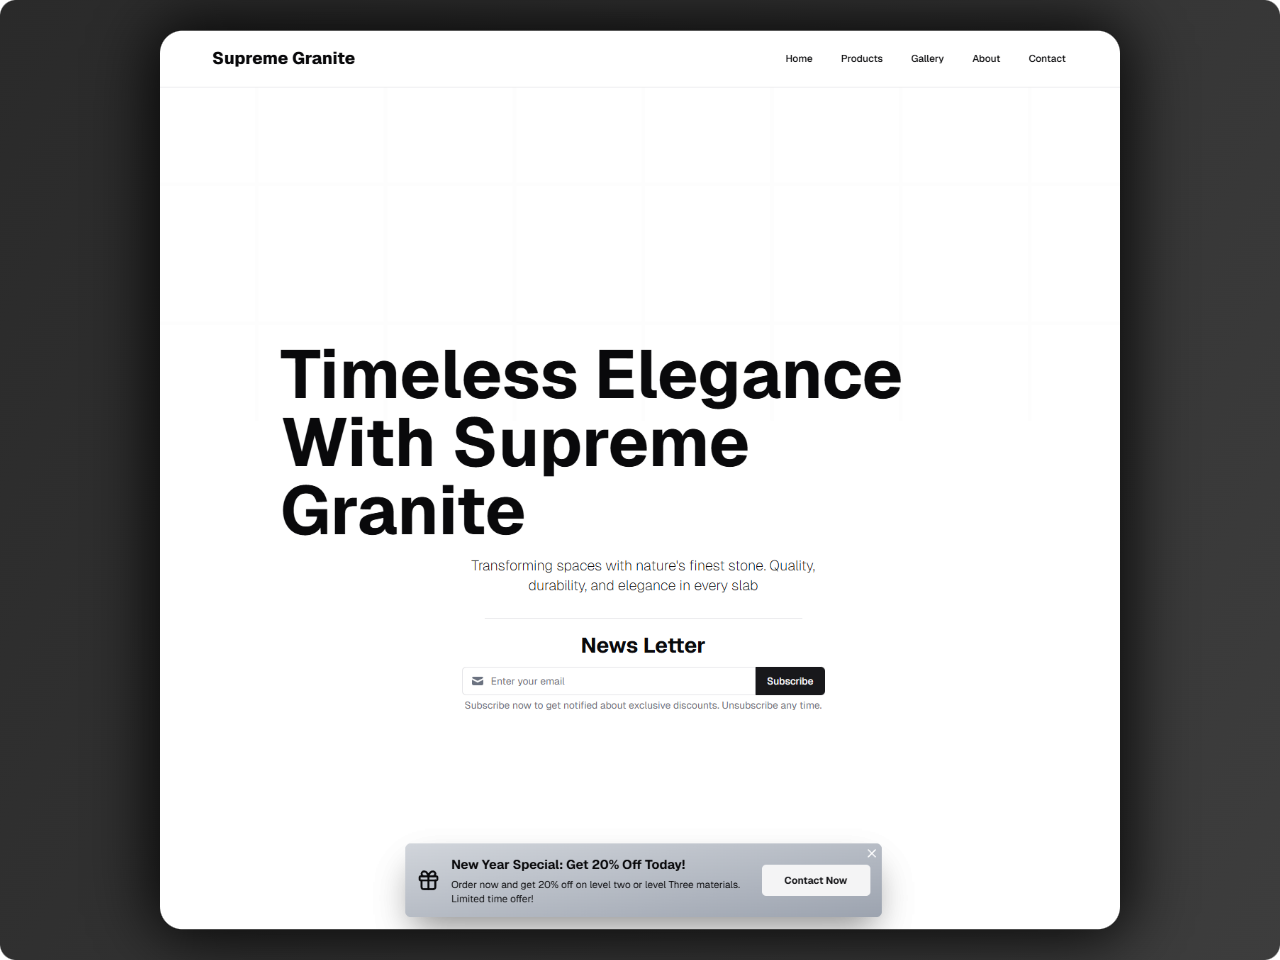 Supreme Granite
Home Products Gallery About Contact
Timeless Elegance
With Supreme
Granite
Transforming spaces with nature's finest stone. Quality,
durability, and elegance in every slab
News Letter
Enter your email Subscribe
Subscribe now to get notified about exclusive discounts. Unsubscribe any time.
New Year Special: Get 20% Off Today!
Order now and get 20% off on level two or level Three materials.
Limited time offer!
Contact Now